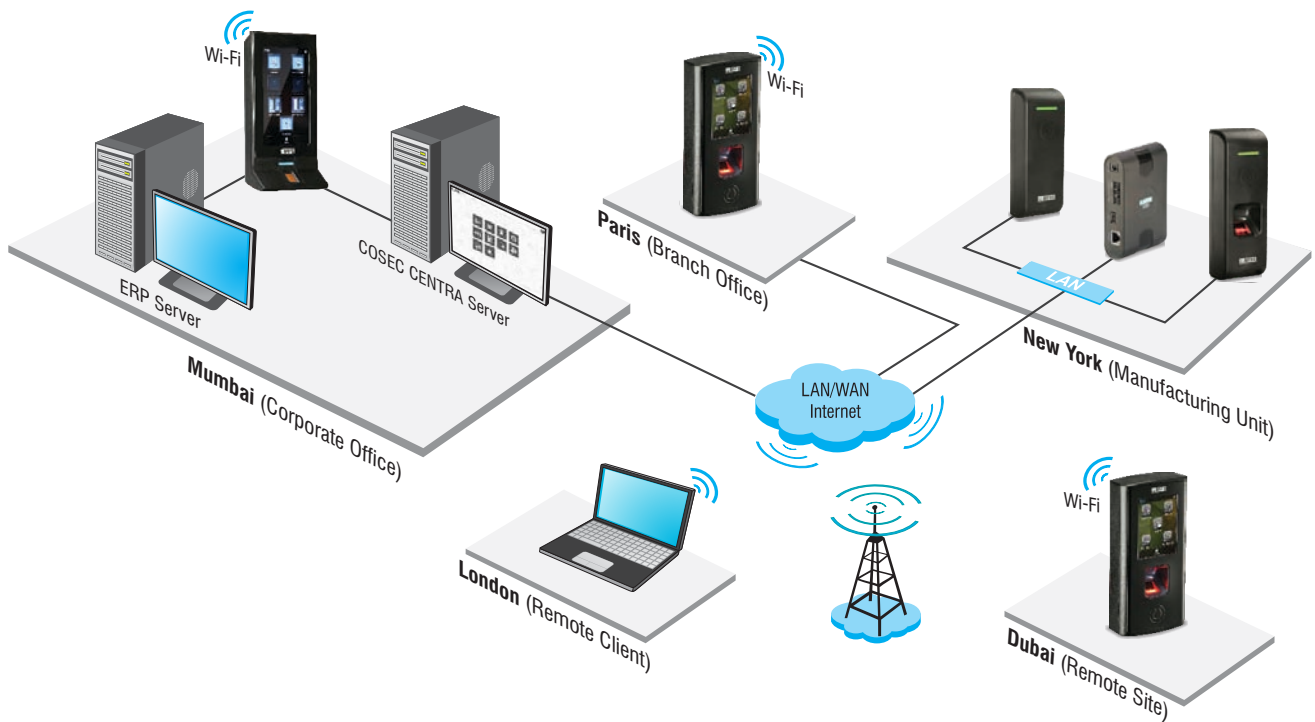 Wi-Fi
Wi-Fi
ERP Server
COSEC CENTRA Server
Mumbai (Corporate Office)
Paris (Branch Office)
LAN
New York (Manufacturing Unit)
LAN/WAN
Internet
London (Remote Client)
Wi-Fi
Dubai (Remote Site)